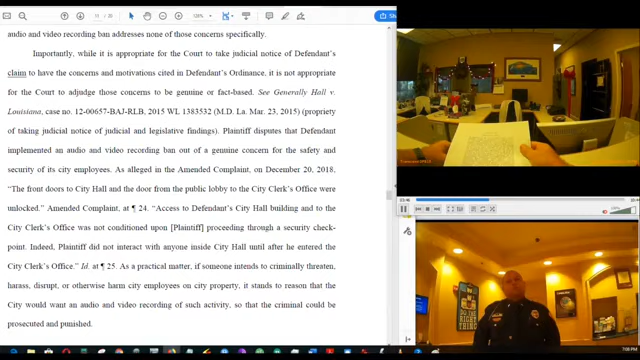 audio and video recording ban addresses none of those concerns specifically.
Importantly, while it is appropriate for the Court to take judicial notice of Defendant's
claim to have the concerns and motivations cited in Defendant's Ordinance, it is not appropriate
for the Court to adjudge those concerns to be genuine or fact-based. See Generally Hall v.
Louisiana, case no. 12-00657-BAJ-RLB, 2015 WL 1383532 (M.D. La. Mar. 23, 2015) (propriety
of taking judicial notice of judicial and legislative findings). Plaintiff disputes that Defendant
implemented an audio and video recording ban out of a genuine concern for the safety and
security of its city employees. As alleged in the Amended Complaint, on December 20, 2018,
"The front doors to City Hall and the door from the public lobby to the City Clerk's Office were
unlocked." Amended Complaint, at ¶ 24. "Access to Defendant's City Hall building and to the
City Clerk's Office was not conditioned upon [Plaintiff] proceeding through a security check-
point. Indeed, Plaintiff did not interact with anyone inside City Hall until after he entered the
City Clerk's Office." Id. at ¶ 25. As a practical matter, if someone intends to criminally threaten,
harass, disrupt, or otherwise harm city employees on city property, it stands to reason that the
City would want an audio and video recording of such activity, so that the criminal could be
prosecuted and punished.
Sha
03:46
DO THE
RIGHT
THING
7:08 PM